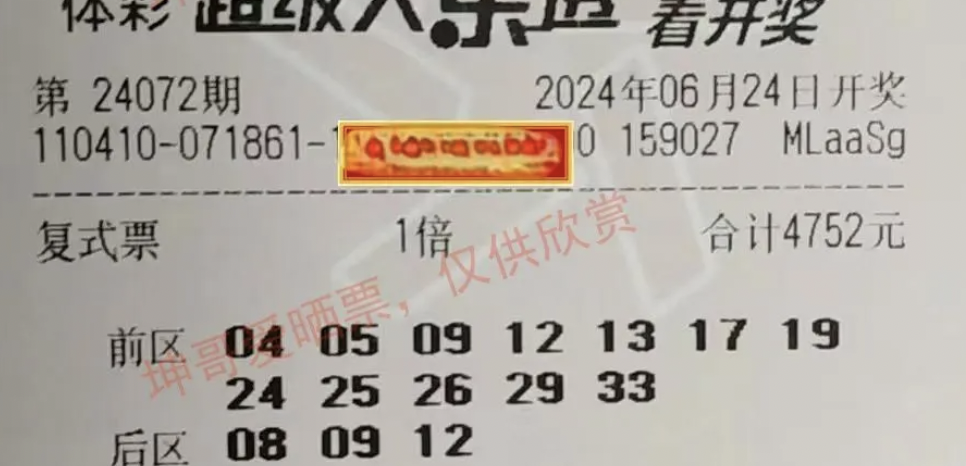 体彩 超级大乐透 看开奖
第 24072期 2024年06月24日开奖
110410-071861- 0 159027 MLaaSg
复式票 1倍 合计4752元
坤哥爱晒票，仅供欣赏
前区 04 05 09 12 13 17 19
24 25 26 29 33
后区 08 09 12